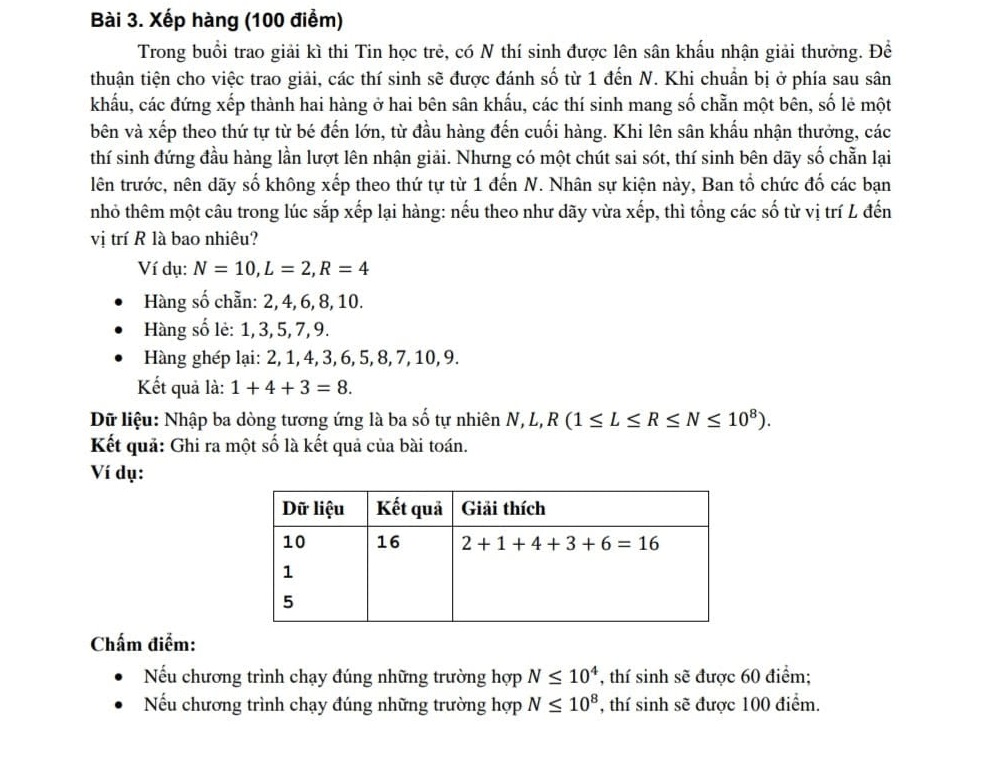 Bài 3. Xếp hàng (100 điểm)
Trong buổi trao giải kì thi Tin học trẻ, có N thí sinh được lên sân khấu nhận giải thưởng. Để
thuận tiện cho việc trao giải, các thí sinh sẽ được đánh số từ 1 đến N. Khi chuẩn bị ở phía sau sân
khấu, các đứng xếp thành hai hàng ở hai bên sân khấu, các thí sinh mang số chẵn một bên, số lẻ một
bên và xếp theo thứ tự từ bé đến lớn, từ đầu hàng đến cuối hàng. Khi lên sân khấu nhận thưởng, các
thí sinh đứng đầu hàng lần lượt lên nhận giải. Nhưng có một chút sai sót, thí sinh bên dãy số chẵn lại
lên trước, nên dãy số không xếp theo thứ tự từ 1 đến N. Nhân sự kiện này, Ban tổ chức đố các bạn
nhỏ thêm một câu trong lúc sắp xếp lại hàng: nếu theo như dãy vừa xếp, thì tổng các số từ vị trí L đến
vị trí R là bao nhiêu?
Ví dụ: N = 10, L = 2, R = 4
• Hàng số chẵn: 2, 4, 6, 8, 10.
• Hàng số lẻ: 1, 3, 5, 7, 9.
• Hàng ghép lại: 2, 1, 4, 3, 6, 5, 8, 7, 10, 9.
Kết quả là: 1 + 4 + 3 = 8.
Dữ liệu: Nhập ba dòng tương ứng là ba số tự nhiên N, L, R (1 ≤ L ≤ R ≤ N ≤ 10⁸).
Kết quả: Ghi ra một số là kết quả của bài toán.
Ví dụ:
Dữ liệu Kết quả Giải thích
10 16 2 + 1 + 4 + 3 + 6 = 16
1
5
Chấm điểm:
• Nếu chương trình chạy đúng những trường hợp N ≤ 10⁴, thí sinh sẽ được 60 điểm;
• Nếu chương trình chạy đúng những trường hợp N ≤ 10⁸, thí sinh sẽ được 100 điểm.